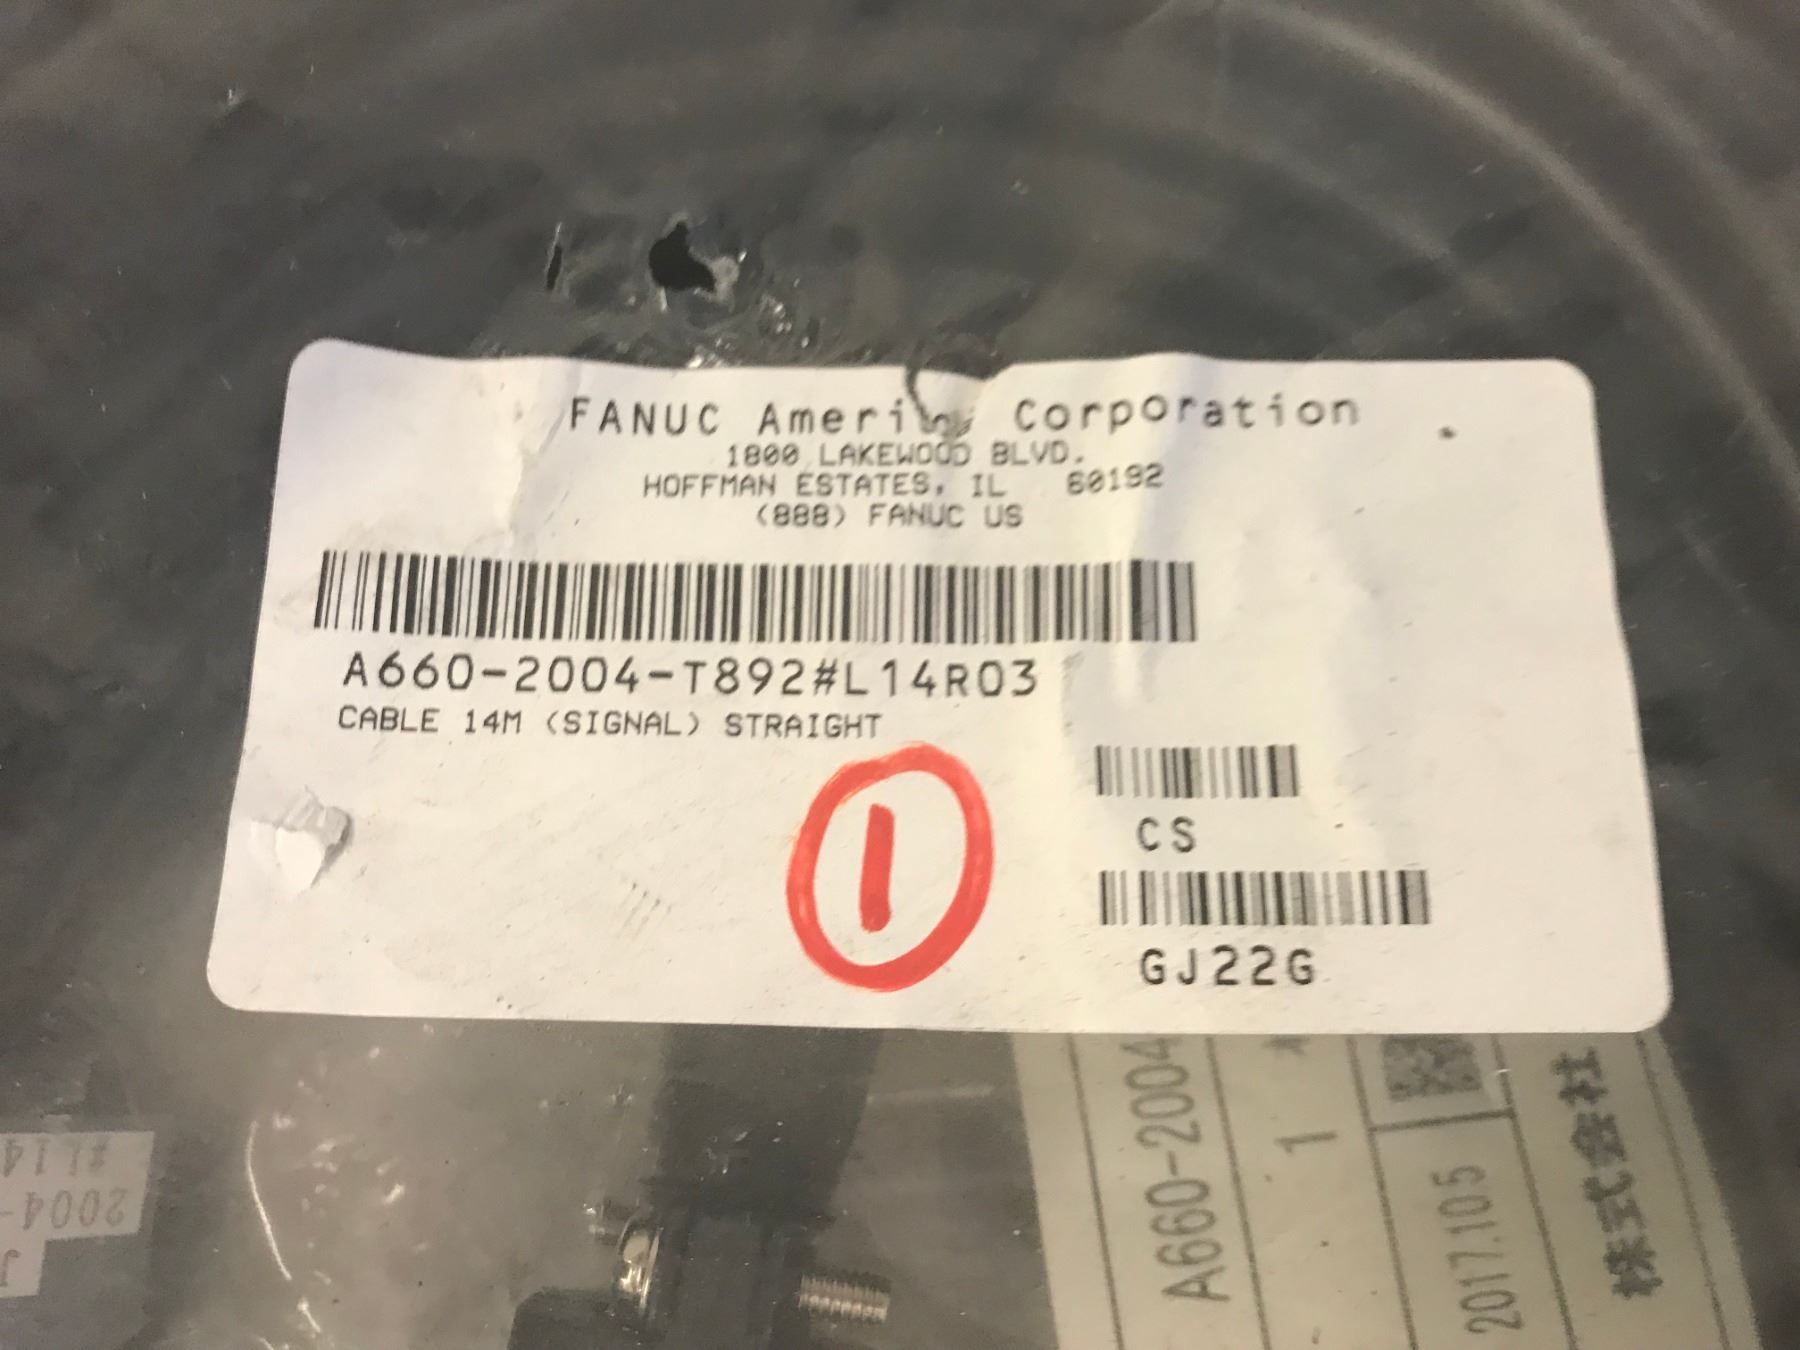 FANUC Ameri Corporation
1800 LAKEWOOD BLVD.
HOFFMAN ESTATES, IL 60192
(888) FANUC US
A660-2004-T892#L14R03
CABLE 14M (SIGNAL) STRAIGHT
1
CS
GJ22G
A660-2004
1
2017.105
株式会社
2004-
#L14
J